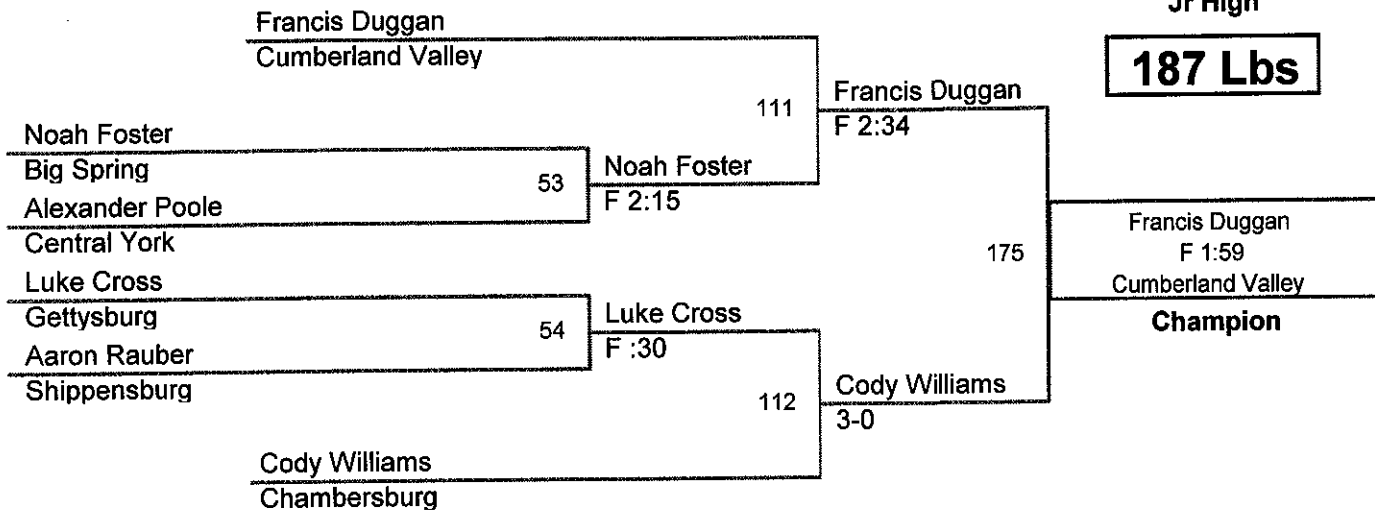 Jr High
187 Lbs
Francis Duggan
Cumberland Valley
111
Francis Duggan
F 2:34
Noah Foster
Big Spring
53
Noah Foster
F 2:15
Alexander Poole
Central York
175
Francis Duggan
F 1:59
Cumberland Valley
Champion
Luke Cross
Gettysburg
54
Luke Cross
F :30
Aaron Rauber
Shippensburg
112
Cody Williams
3-0
Cody Williams
Chambersburg